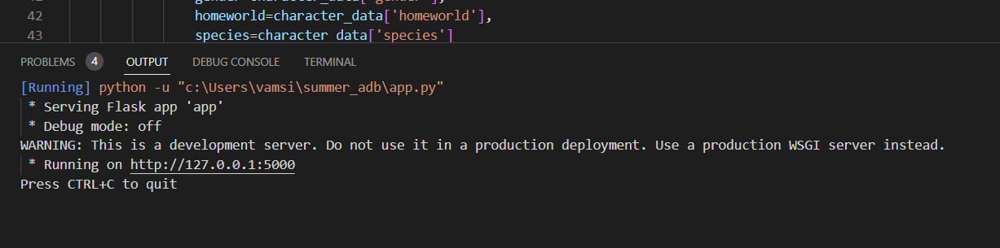 42 homeworld=character_data['homeworld'],
43 species=character_data['species']
PROBLEMS 4 OUTPUT DEBUG CONSOLE TERMINAL
[Running] python -u "c:\Users\vamsi\summer_adb\app.py"
* Serving Flask app 'app'
* Debug mode: off
WARNING: This is a development server. Do not use it in a production deployment. Use a production WSGI server instead.
* Running on http://127.0.0.1:5000
Press CTRL+C to quit